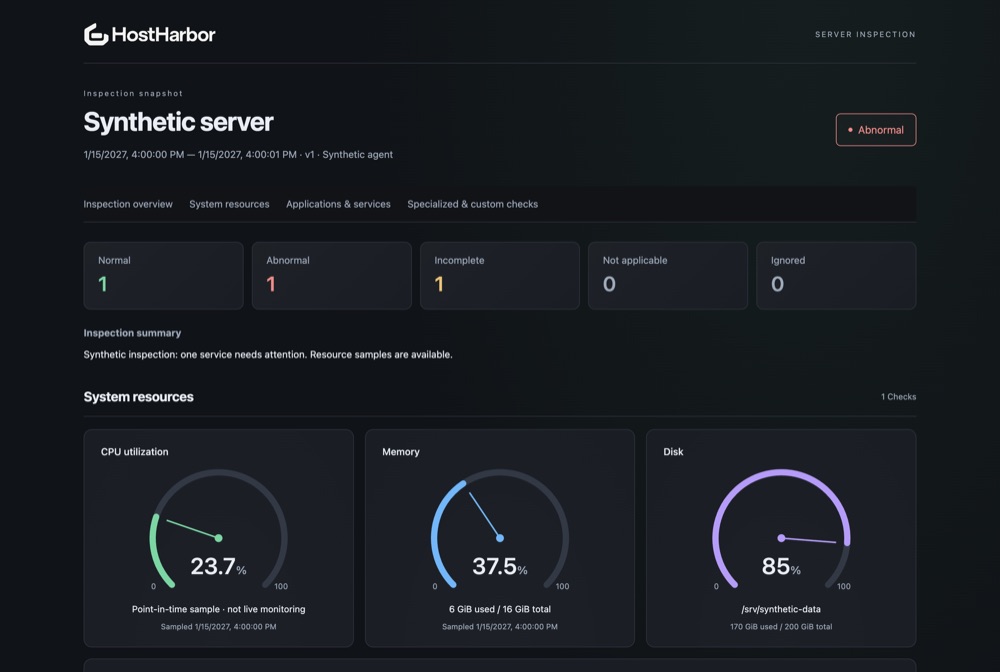 HostHarbor
SERVER INSPECTION
Inspection snapshot
Synthetic server
1/15/2027, 4:00:00 PM — 1/15/2027, 4:00:01 PM · v1 · Synthetic agent
Abnormal
Inspection overview System resources Applications & services Specialized & custom checks
Normal
1
Abnormal
1
Incomplete
1
Not applicable
0
Ignored
0
Inspection summary
Synthetic inspection: one service needs attention. Resource samples are available.
System resources
1 Checks
CPU utilization
23.7%
0 100
Point-in-time sample · not live monitoring
Sampled 1/15/2027, 4:00:00 PM
Memory
37.5%
0 100
6 GiB used / 16 GiB total
Sampled 1/15/2027, 4:00:00 PM
Disk
85%
0 100
/srv/synthetic-data
170 GiB used / 200 GiB total